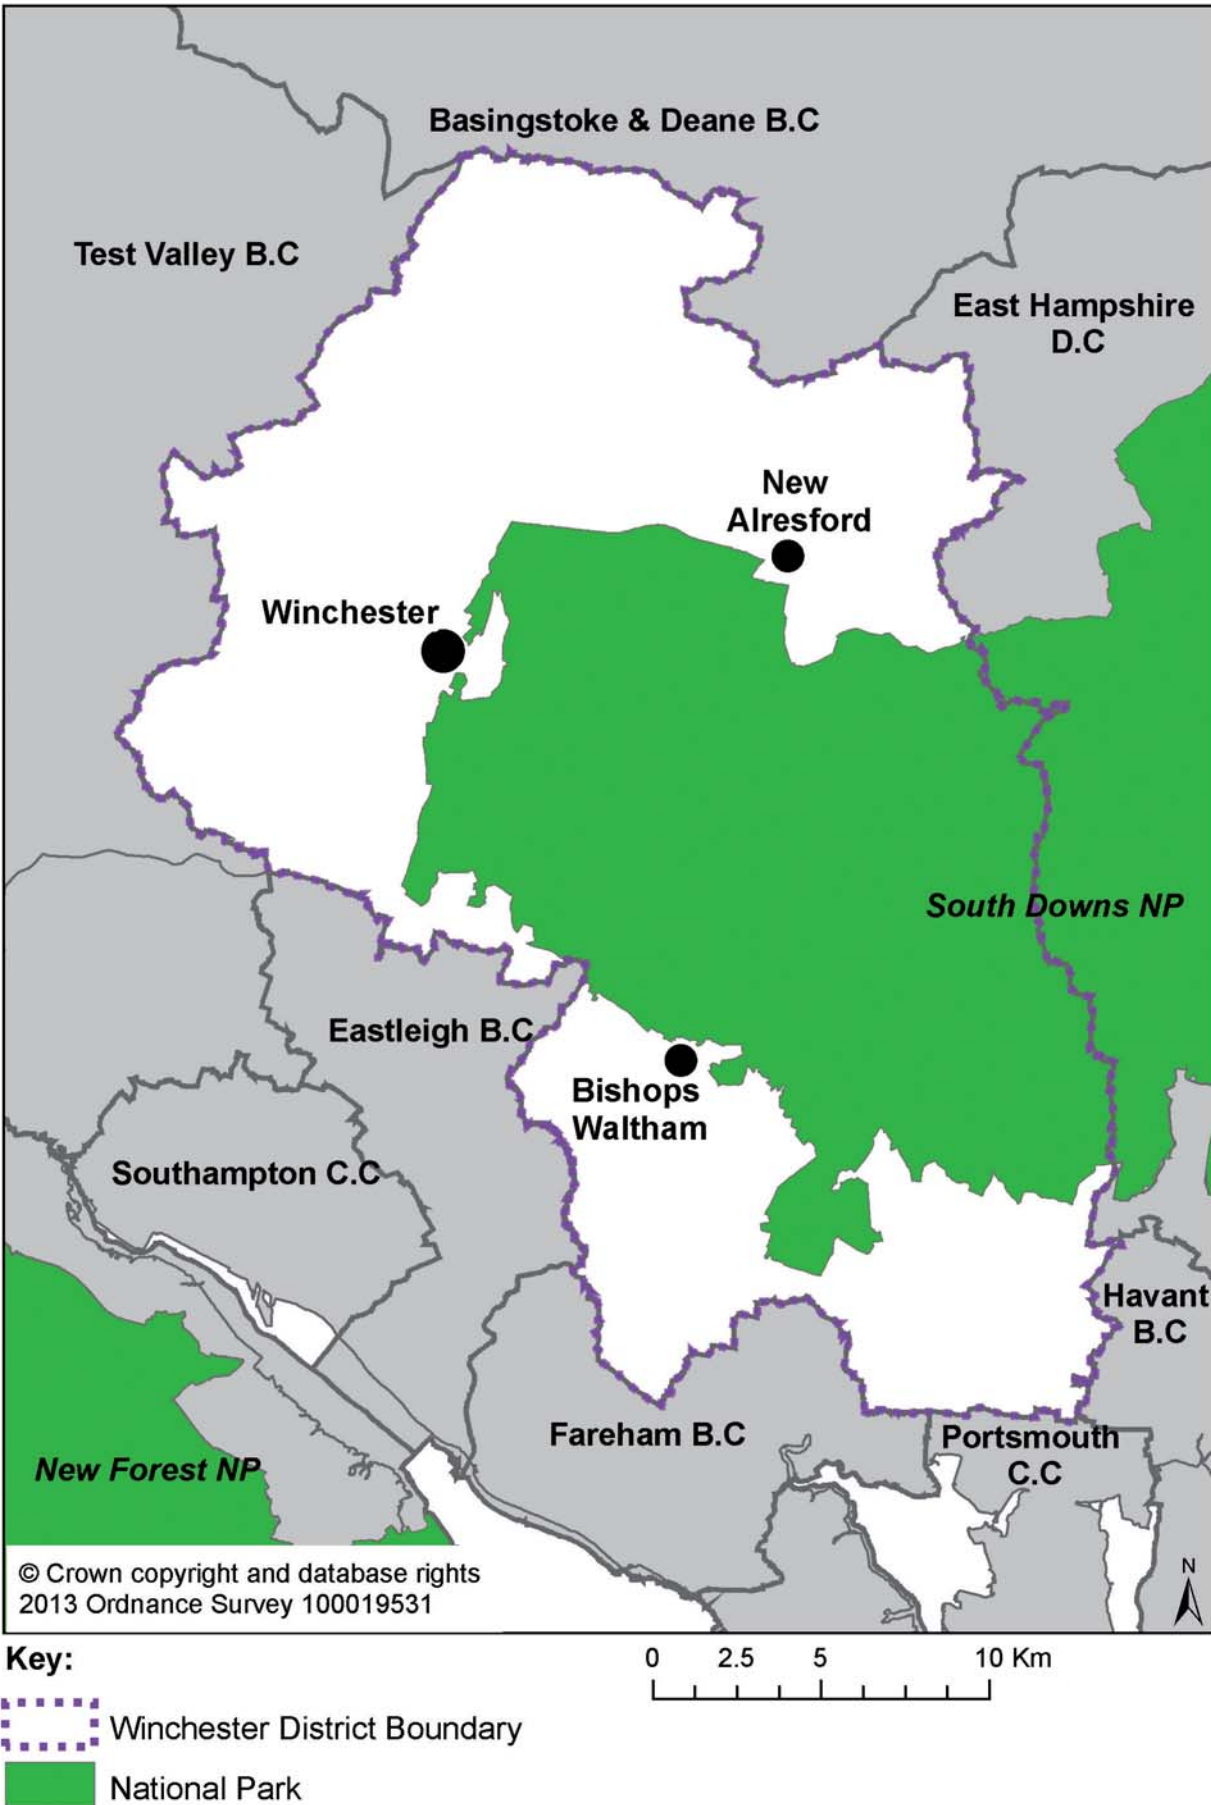 Basingstoke & Deane B.C
Test Valley B.C
East Hampshire
D.C
New
Alresford
Winchester
South Downs NP
Eastleigh B.C
Bishops
Waltham
Southampton C.C
Havant
B.C
Fareham B.C
Portsmouth
C.C
New Forest NP
N
© Crown copyright and database rights
2013 Ordnance Survey 100019531
Key:
0 2.5 5 10 Km
Winchester District Boundary
National Park